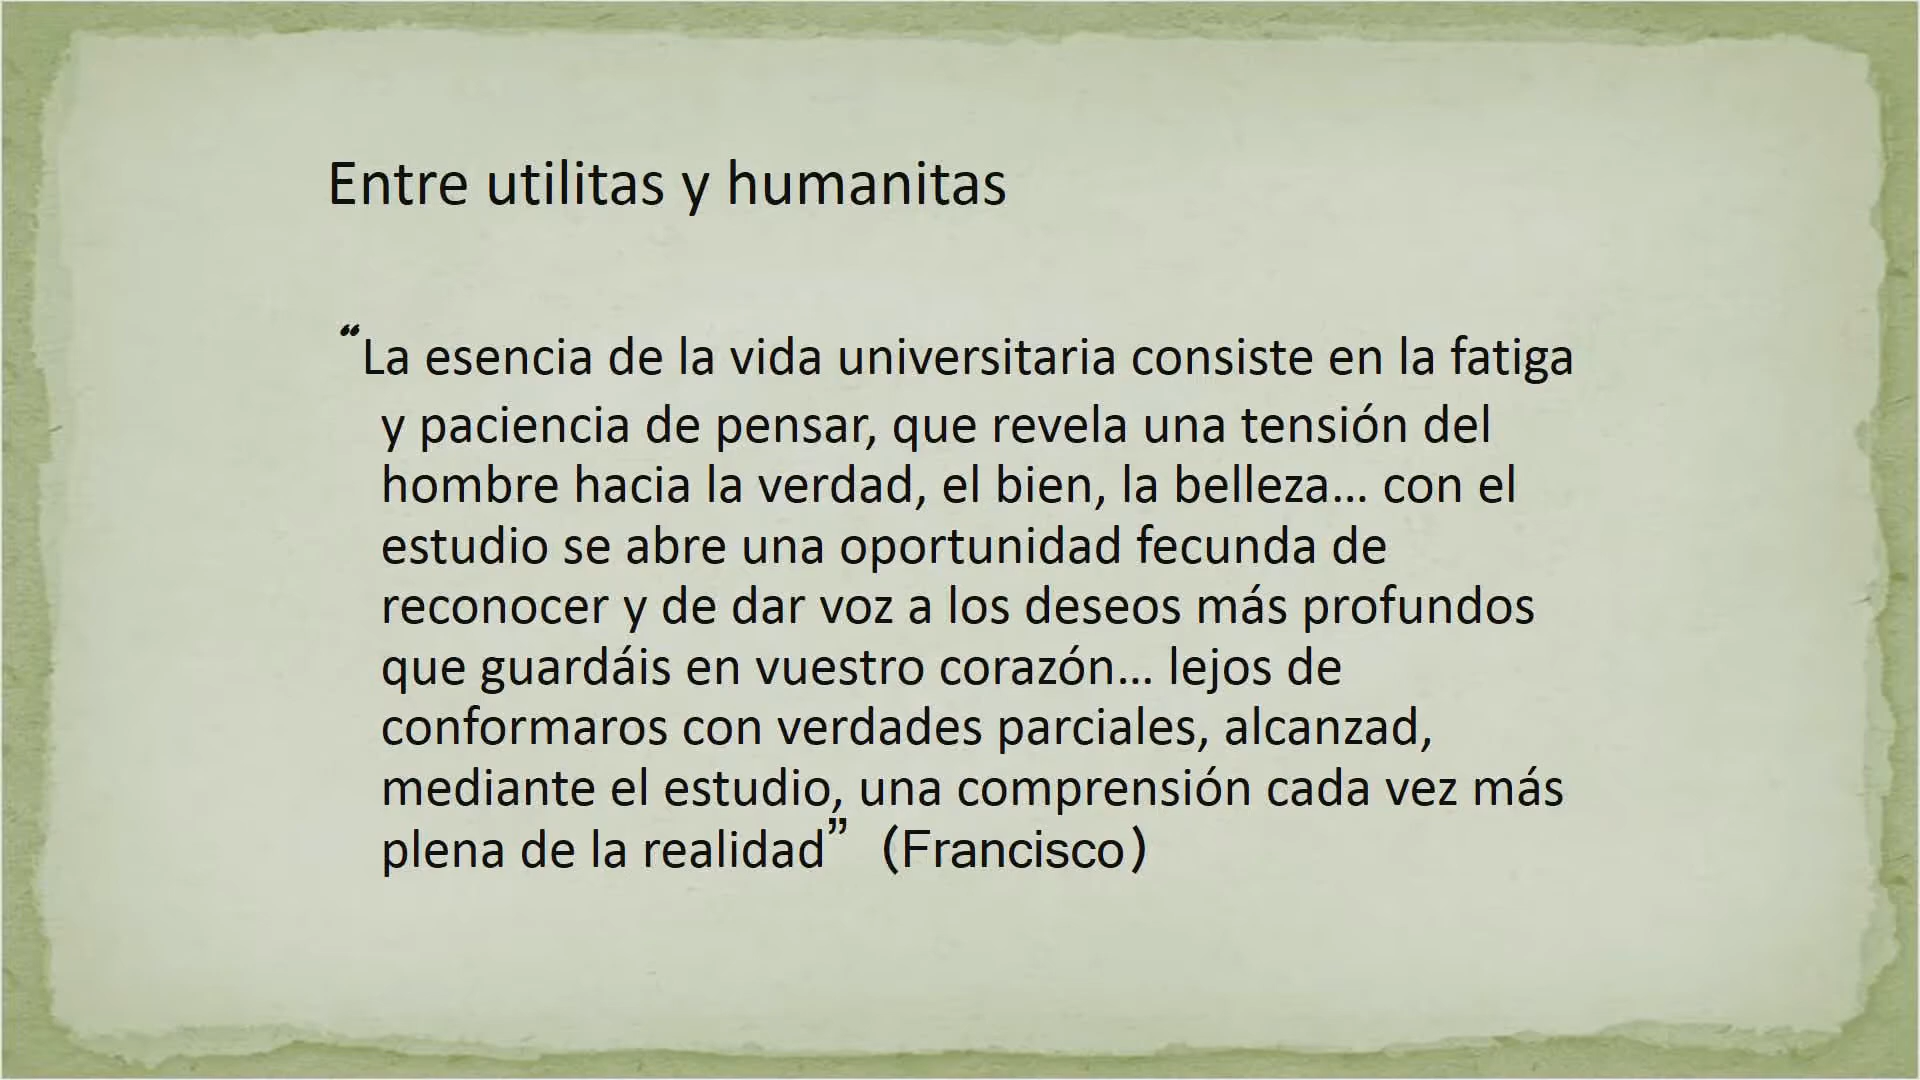 Entre utilitas y humanitas
“La esencia de la vida universitaria consiste en la fatiga
y paciencia de pensar, que revela una tensión del
hombre hacia la verdad, el bien, la belleza… con el
estudio se abre una oportunidad fecunda de
reconocer y de dar voz a los deseos más profundos
que guardáis en vuestro corazón… lejos de
conformaros con verdades parciales, alcanzad,
mediante el estudio, una comprensión cada vez más
plena de la realidad” (Francisco)